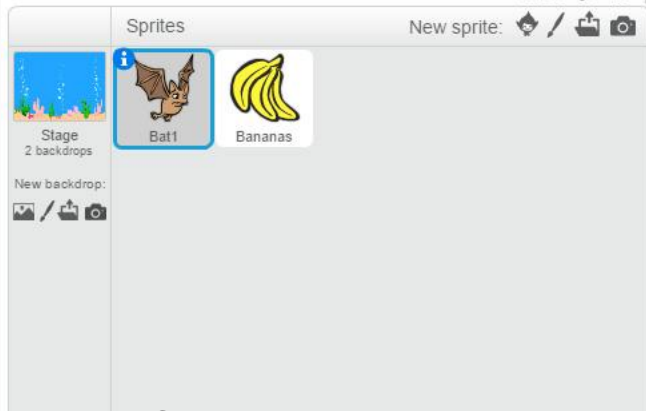 Sprites
New sprite:
Stage
2 backdrops
New backdrop:
Bat1
Bananas